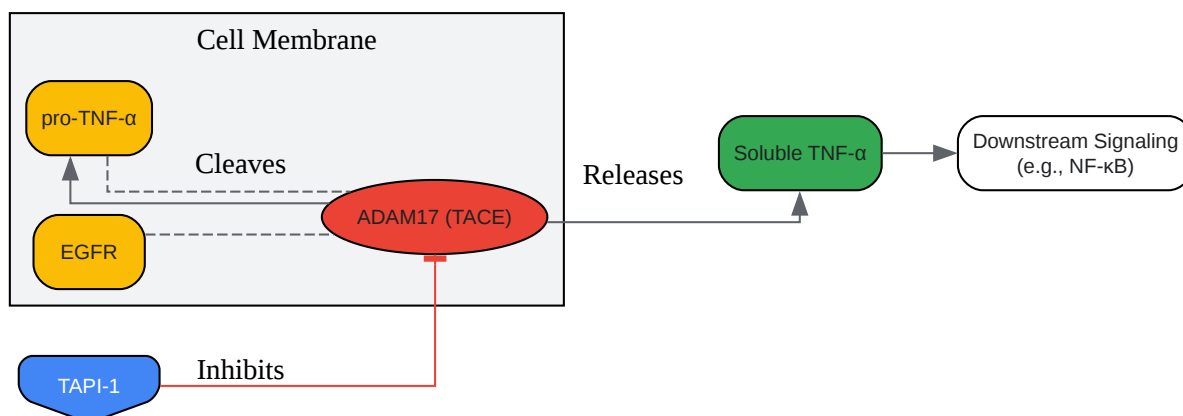 Cell Membrane
pro-TNF-α
Cleaves
Releases
Soluble TNF-α
Downstream Signaling
(e.g., NF-κB)
ADAM17 (TACE)
EGFR
TAPI-1
Inhibits